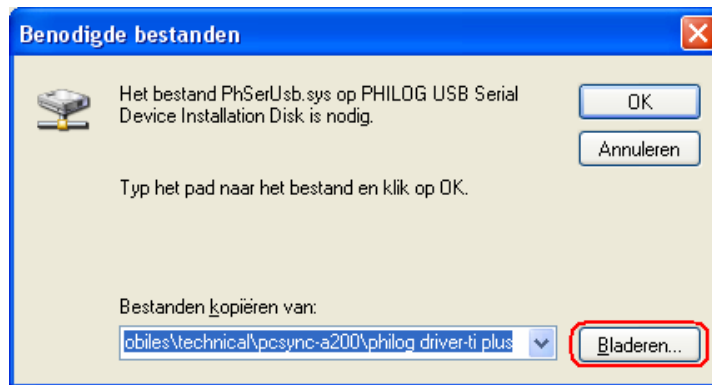 Benodigde bestanden
Het bestand PhSerUsb.sys op PHILOG USB Serial
Device Installation Disk is nodig.
OK
Annuleren
Typ het pad naar het bestand en klik op OK.
Bestanden kopiëren van:
obiles\technical\pcsync-a200\philog driver-ti plus
Bladeren...